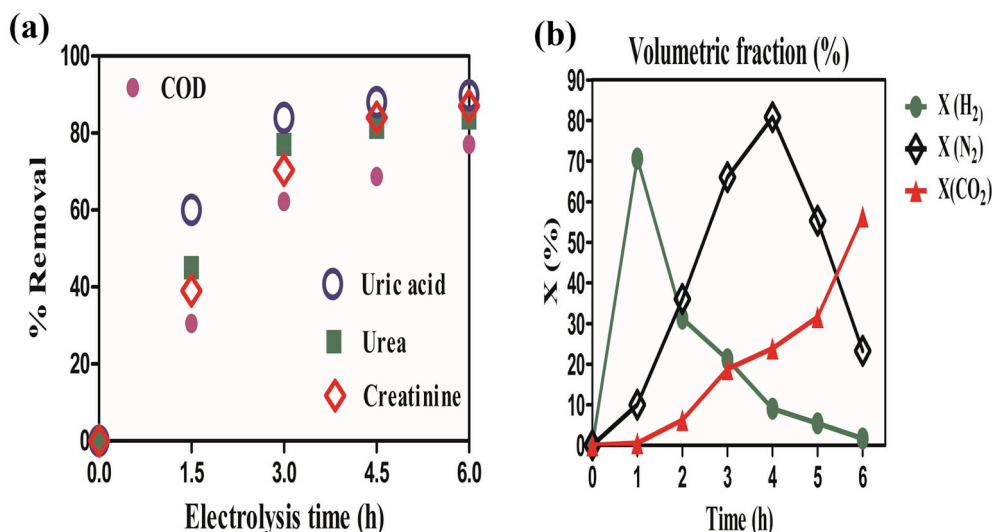 (a)
100
80
60
40
20
0
% Removal
COD
Uric acid
Urea
Creatinine
0.0 1.5 3.0 4.5 6.0
Electrolysis time (h)
(b)
Volumetric fraction (%)
90
80
70
60
50
40
30
20
10
0
X (%)
0 1 2 3 4 5 6
Time (h)
X (H₂)
X (N₂)
X(CO₂)